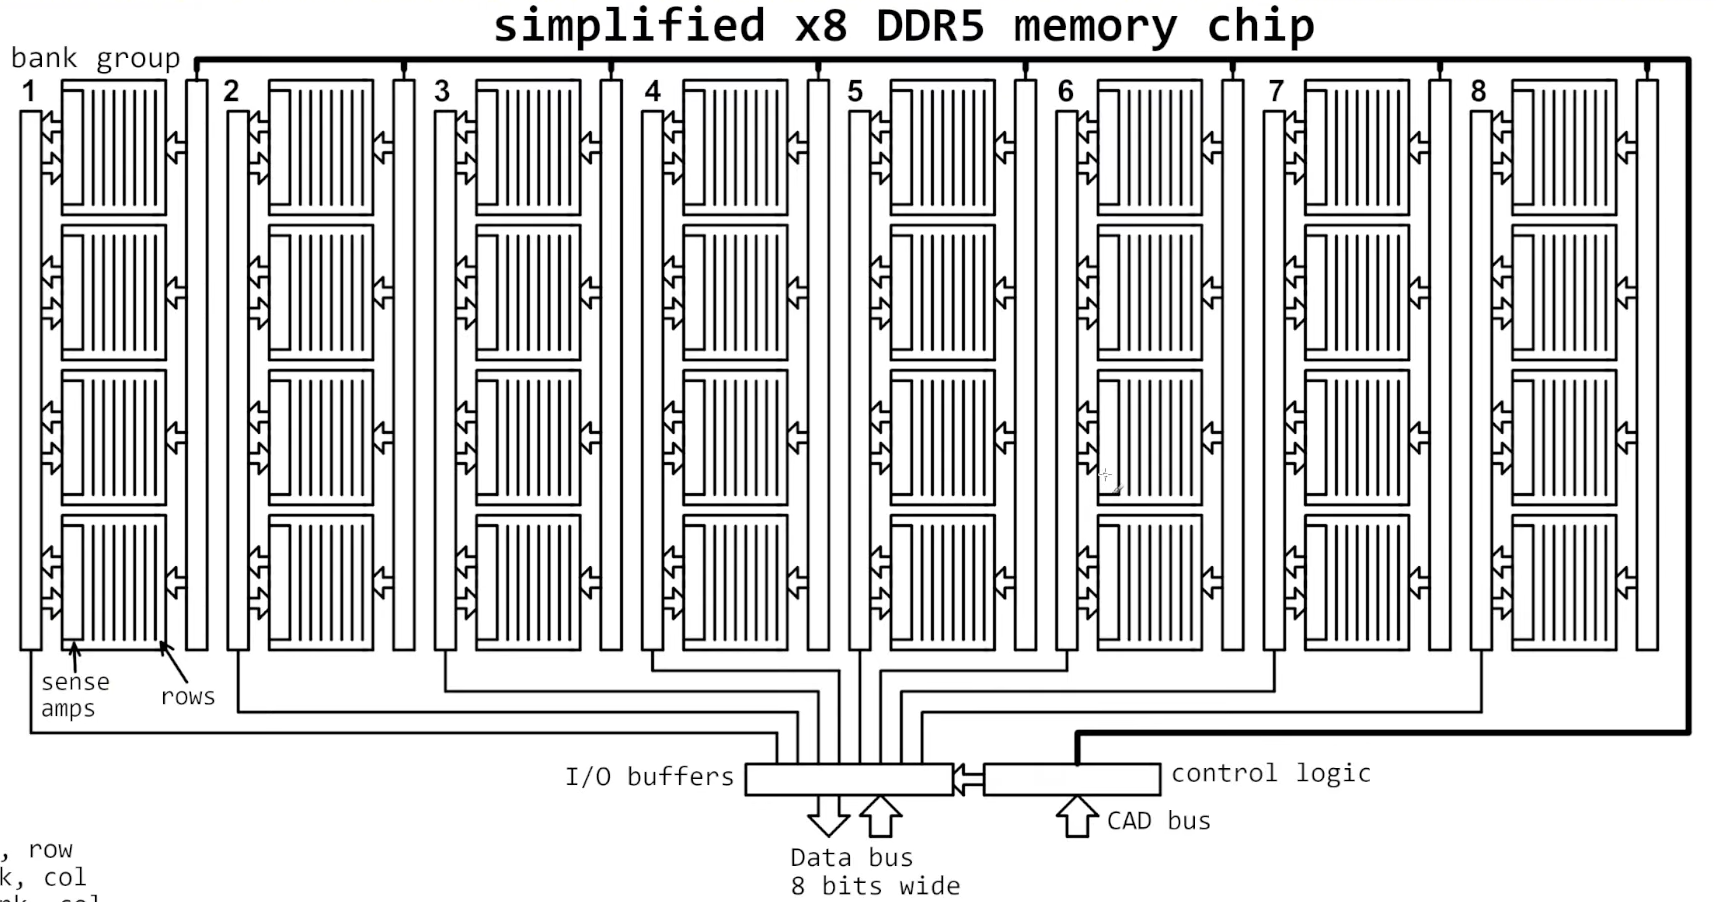 simplified x8 DDR5 memory chip
bank group
1 2 3 4 5 6 7 8
sense
amps
rows
I/O buffers
control logic
CAD bus
Data bus
8 bits wide
, row
k, col